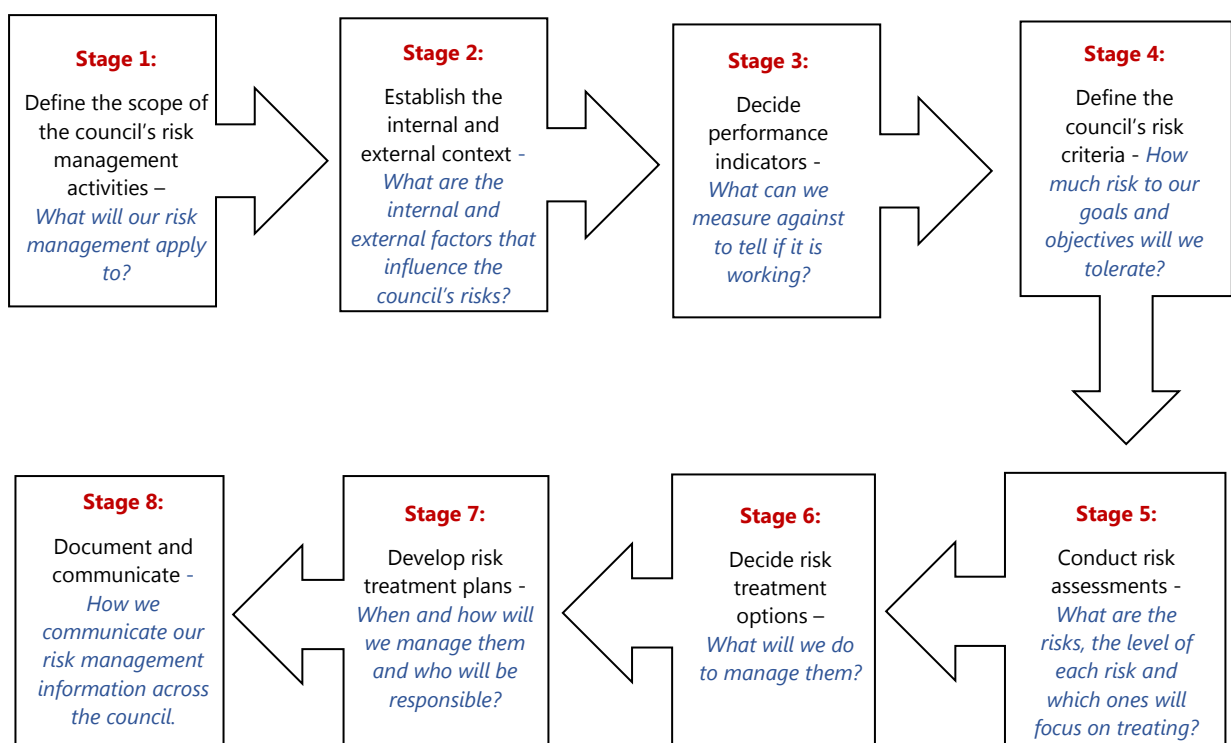 Stage 1:
Define the scope of
the council's risk
management
activities –
What will our risk
management apply
to?
Stage 2:
Establish the
internal and
external context -
What are the
internal and
external factors that
influence the
council's risks?
Stage 3:
Decide
performance
indicators -
What can we
measure against
to tell if it is
working?
Stage 4:
Define the
council's risk
criteria - How
much risk to our
goals and
objectives will we
tolerate?
Stage 5:
Conduct risk
assessments -
What are the
risks, the level of
each risk and
which ones will
focus on treating?
Stage 6:
Decide risk
treatment
options –
What will we do
to manage them?
Stage 7:
Develop risk
treatment plans -
When and how will
we manage them
and who will be
responsible?
Stage 8:
Document and
communicate -
How we
communicate our
risk management
information across
the council.